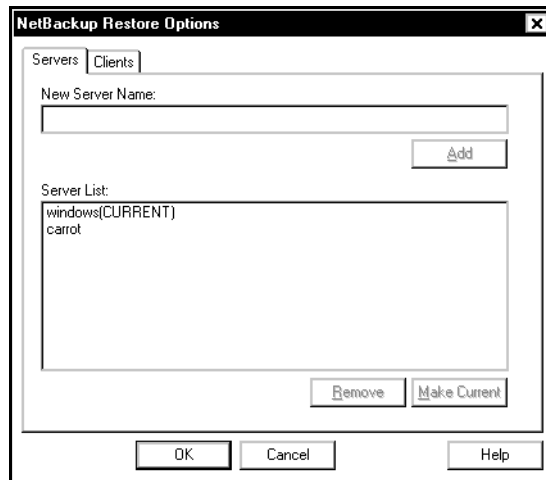 NetBackup Restore Options
Servers Clients
New Server Name:
Add
Server List:
windows(CURRENT)
carrot
Remove Make Current
OK Cancel Help